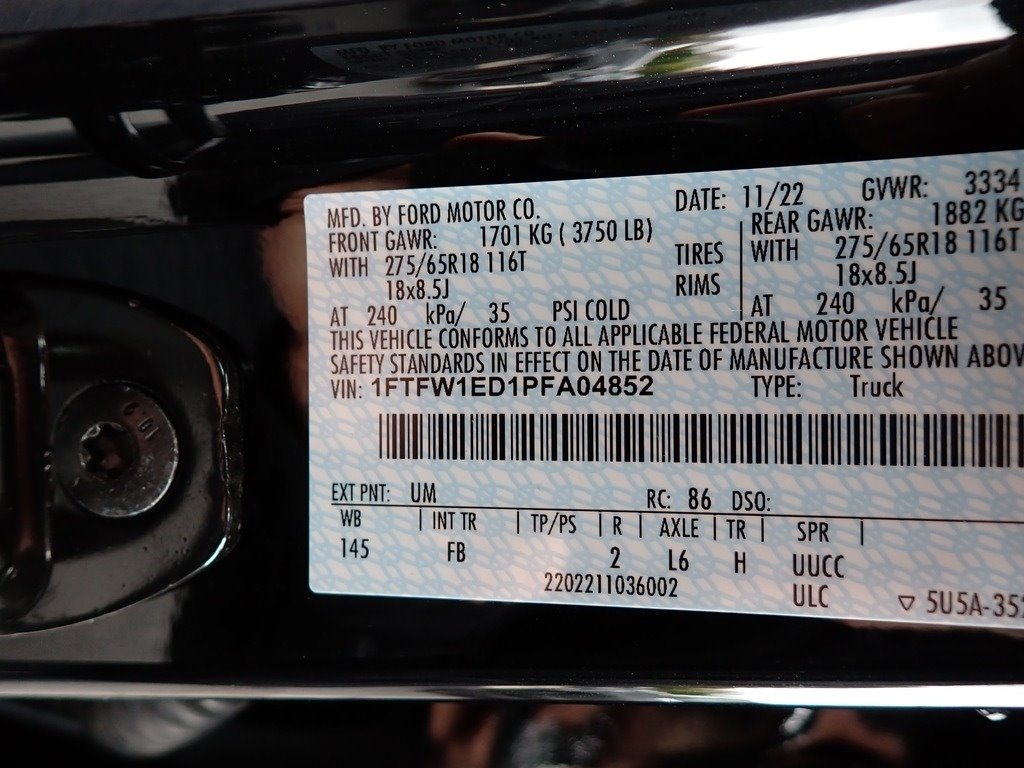 MFD. BY FORD MOTOR CO. DATE: 11/22 GVWR: 3334
FRONT GAWR: 1701 KG ( 3750 LB) REAR GAWR: 1882 KG
WITH 275/65R18 116T TIRES WITH 275/65R18 116T
18x8.5J RIMS 18x8.5J
AT 240 kPa/ 35 PSI COLD AT 240 kPa/ 35
THIS VEHICLE CONFORMS TO ALL APPLICABLE FEDERAL MOTOR VEHICLE
SAFETY STANDARDS IN EFFECT ON THE DATE OF MANUFACTURE SHOWN ABOV
VIN: 1FTFW1ED1PFA04852 TYPE: Truck
EXT PNT: UM RC: 86 DSO:
WB | INT TR | TP/PS | R | AXLE | TR | SPR |
145 FB 2 L6 H UUCC
2202211036002 ULC ▽ 5U5A-35